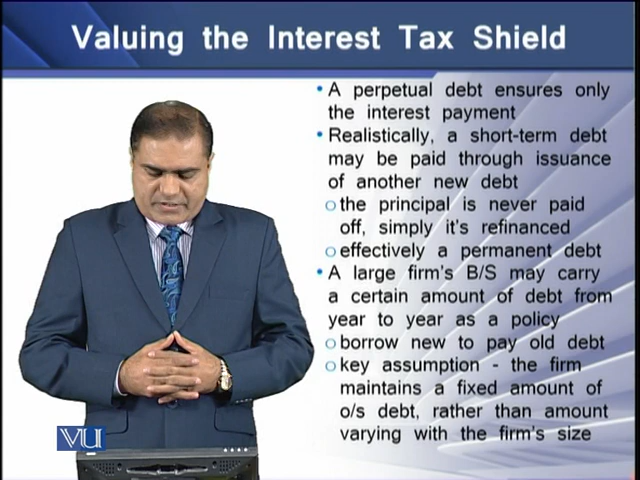 Valuing the Interest Tax Shield
• A perpetual debt ensures only
the interest payment
• Realistically, a short-term debt
may be paid through issuance
of another new debt
o the principal is never paid
off, simply it's refinanced
o effectively a permanent debt
• A large firm's B/S may carry
a certain amount of debt from
year to year as a policy
o borrow new to pay old debt
o key assumption - the firm
maintains a fixed amount of
o/s debt, rather than amount
varying with the firm's size
VU